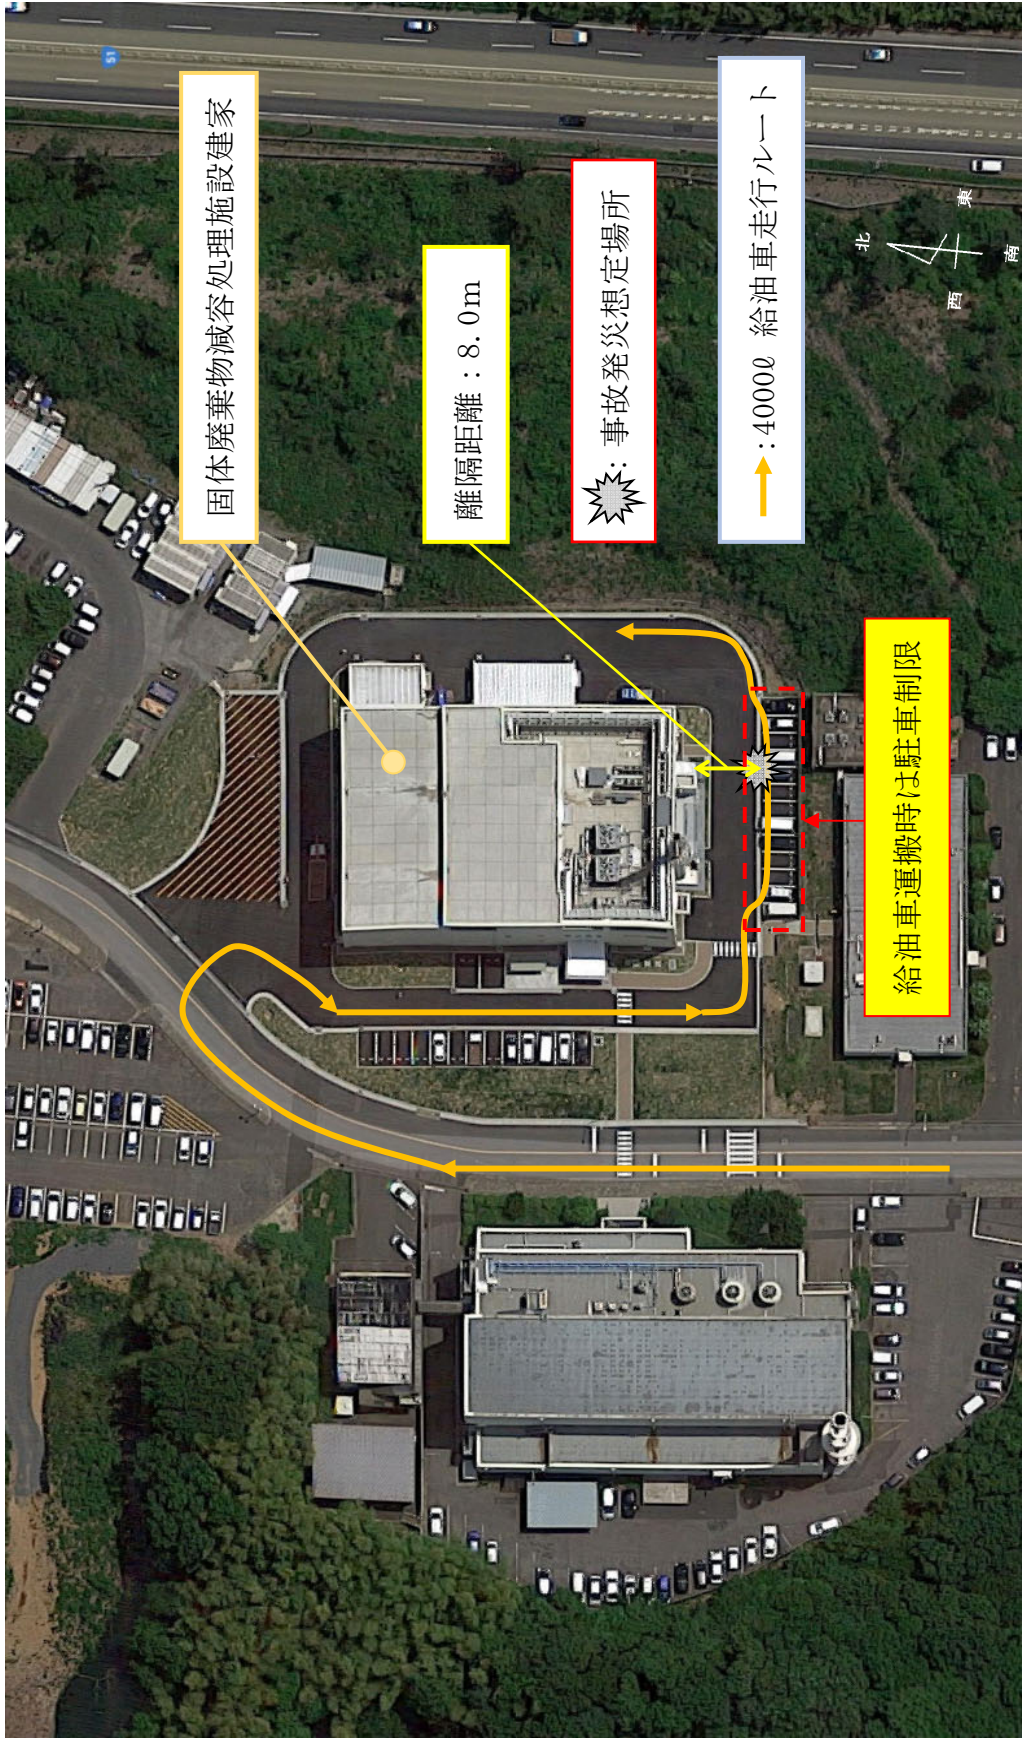 固体廃棄物減容処理施設建家
離隔距離：8.0m
：事故発災想定場所
：4000ℓ 給油車走行ルート
給油車運搬時は駐車制限
北
東
西
南
51